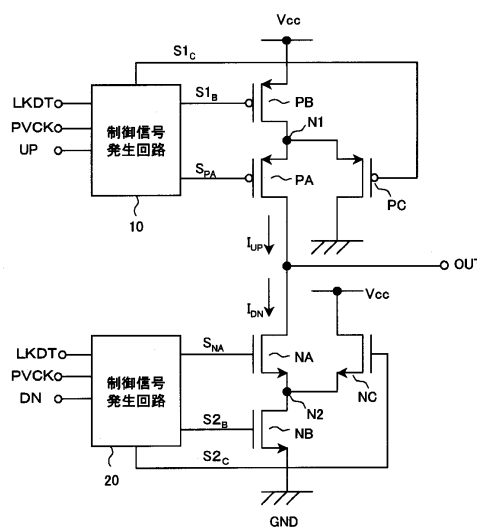 Vcc
S1C
LKDT
PVCK
UP
制御信号
発生回路
10
S1B
SPA
PB
N1
PA
PC
IUP
OUT
IDN
Vcc
LKDT
PVCK
DN
制御信号
発生回路
20
SNA
NA
NC
N2
S2B
NB
S2C
GND